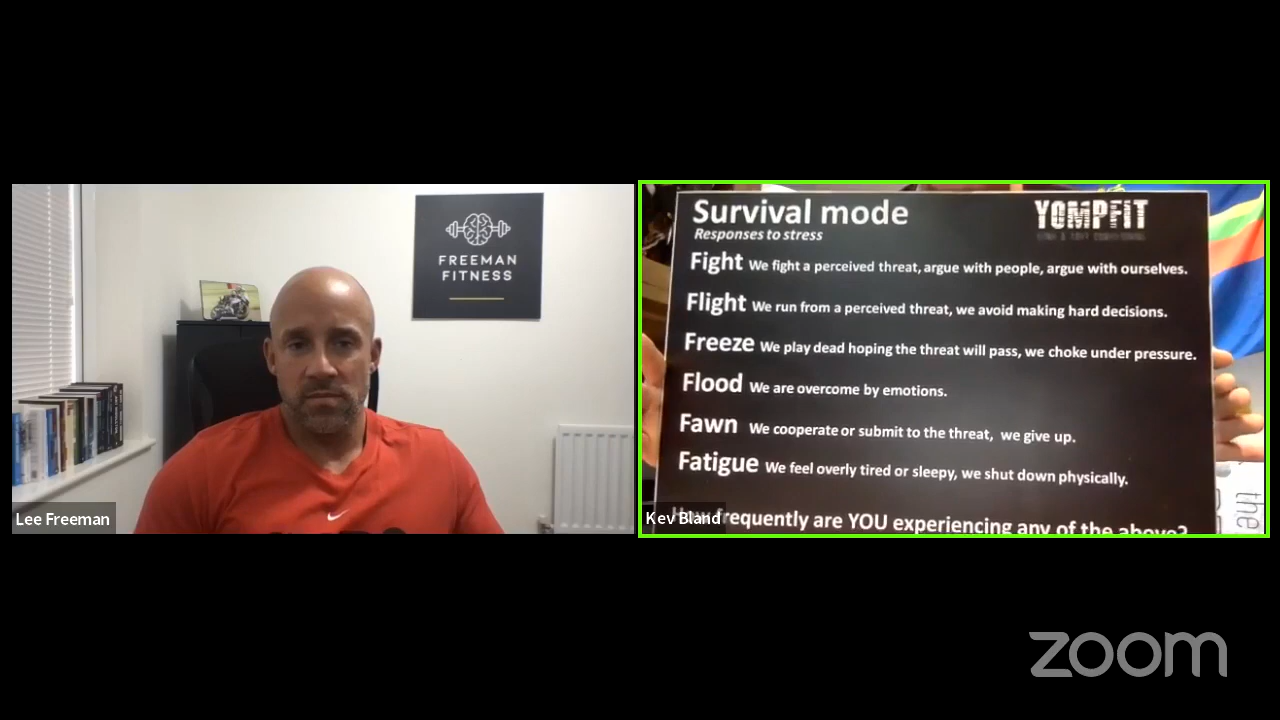 FREEMAN
FITNESS
Lee Freeman
Survival mode
YOMPFIT
Responses to stress
Fight We fight a perceived threat, argue with people, argue with ourselves.
Flight We run from a perceived threat, we avoid making hard decisions.
Freeze We play dead hoping the threat will pass, we choke under pressure.
Flood We are overcome by emotions.
Fawn We cooperate or submit to the threat, we give up.
Fatigue We feel overly tired or sleepy, we shut down physically.
How frequently are YOU experiencing any of the above?
Kev Bland
the
zoom